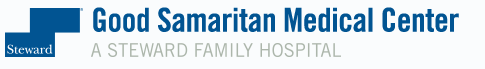 Steward
Good Samaritan Medical Center
A STEWARD FAMILY HOSPITAL